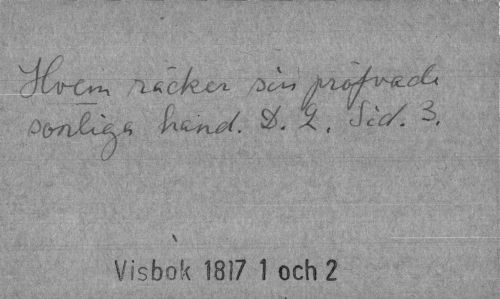 Hvem räcker sin pröfvade
sonliga hand. D. 2. Sid. 3.
Visbok 1817 1 och 2